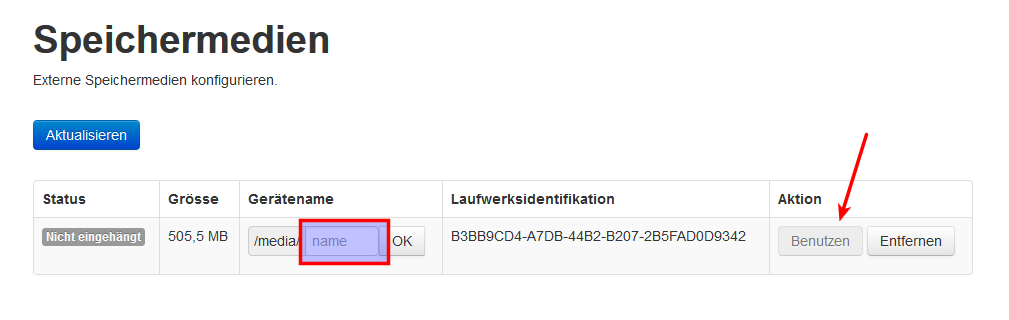 Speichermedien
Externe Speichermedien konfigurieren.
Aktualisieren
Status Grösse Gerätename Laufwerksidentifikation Aktion
Nicht eingehängt 505,5 MB /media/ name OK B3BB9CD4-A7DB-44B2-B207-2B5FAD0D9342 Benutzen Entfernen